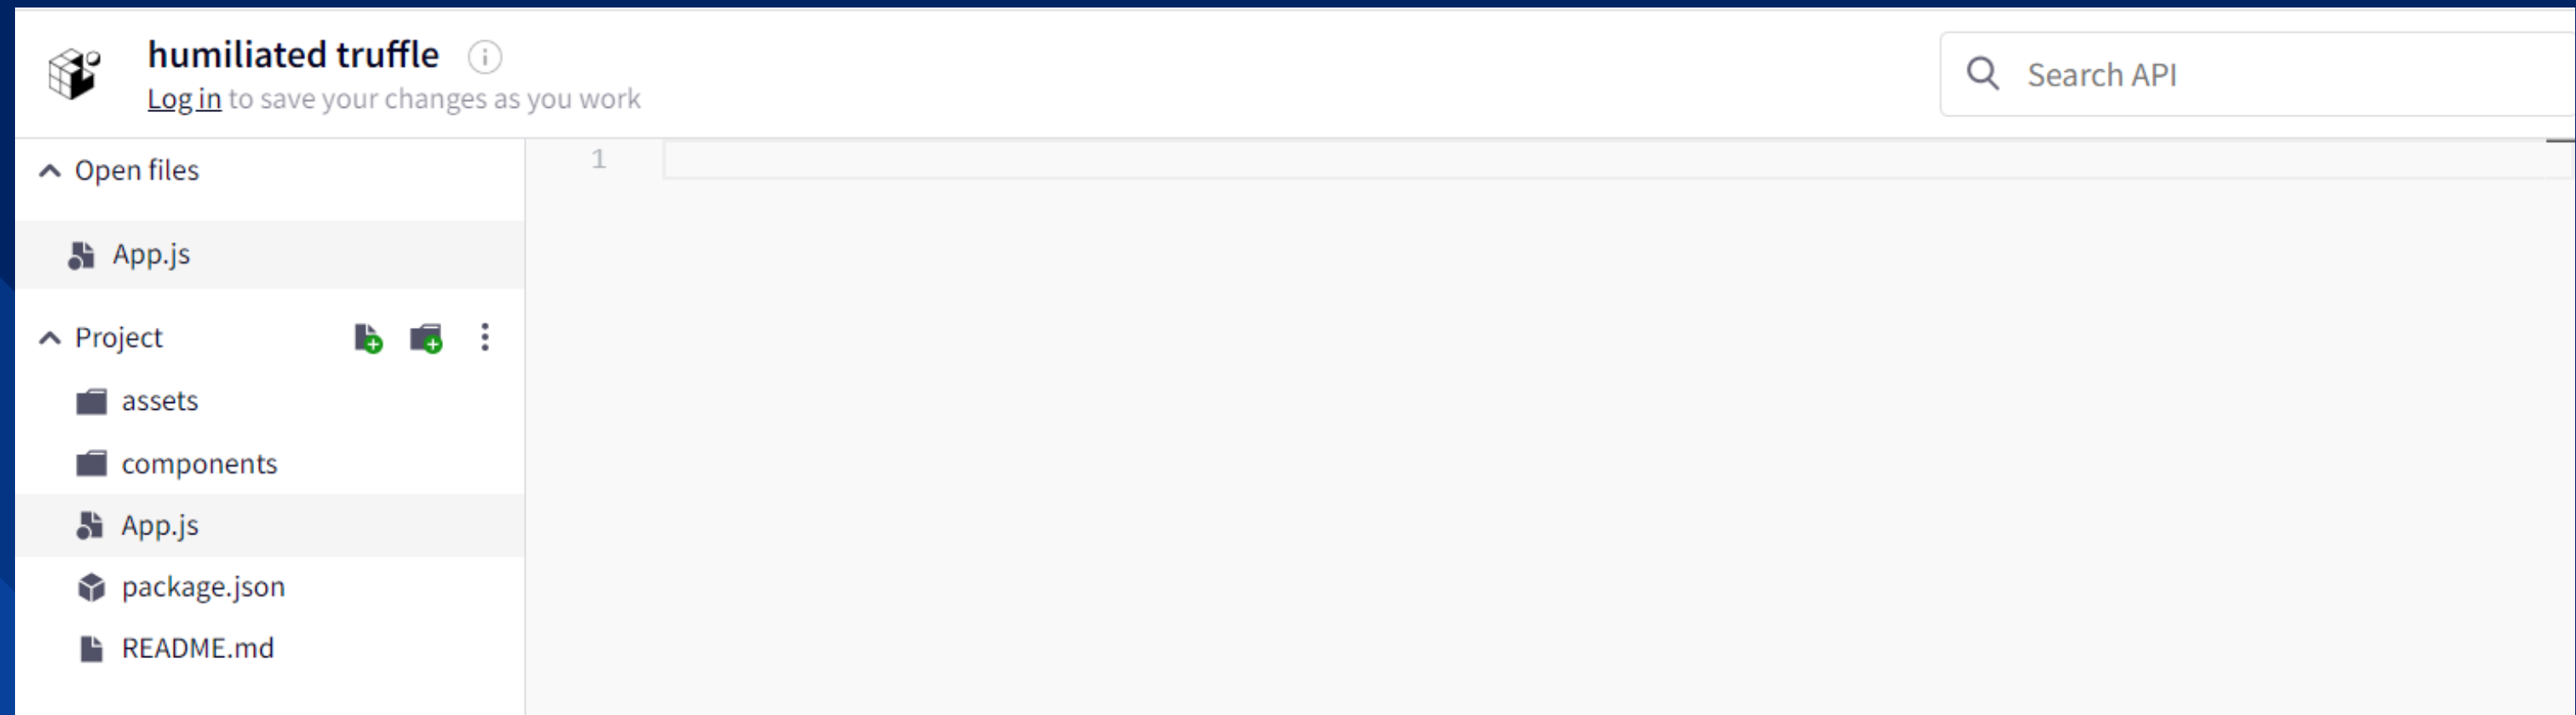 humiliated truffle
Log in to save your changes as you work
Search API
Open files
1
App.js
Project
assets
components
App.js
package.json
README.md